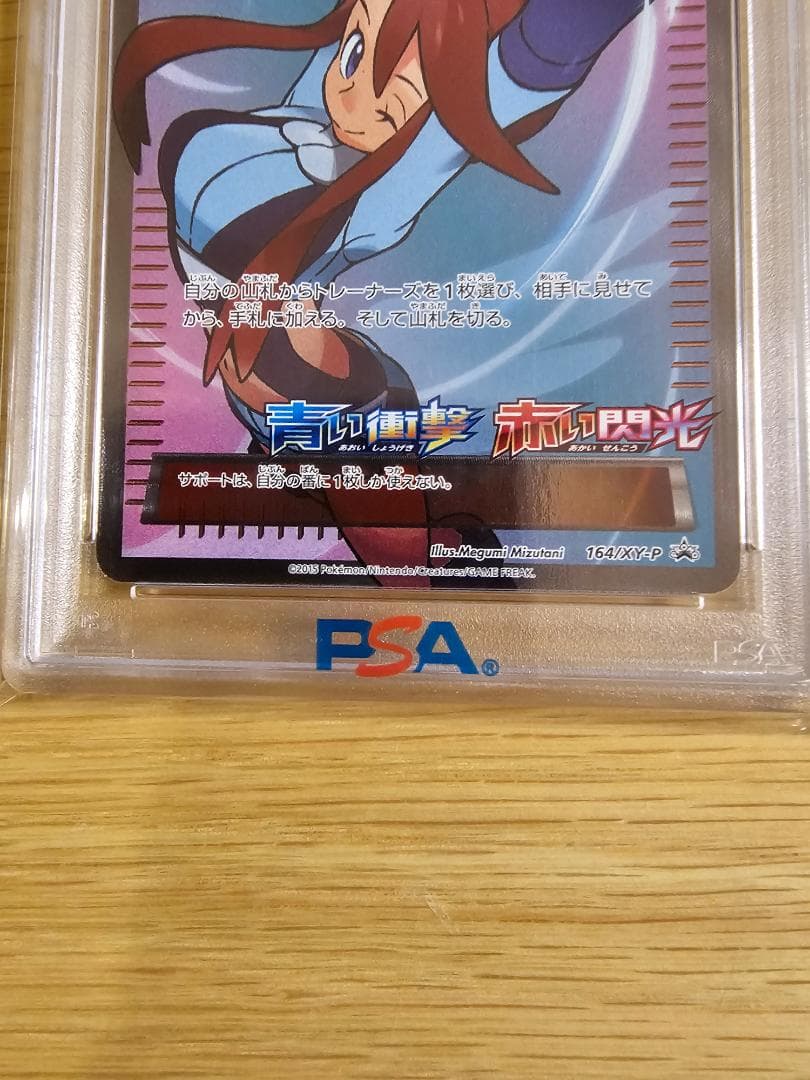 自分の山札からトレーナーズを1枚選び、相手に見せて
から、手札に加える。そして山札を切る。
青い衝撃 赤い閃光
あおい しょうげき あかい せんこう
サポートは、自分の番に1枚しか使えない。
Illus.Megumi Mizutani 164/XY-P
©2015 Pokémon/Nintendo/Creatures/GAME FREAK.
PSA®
PSA